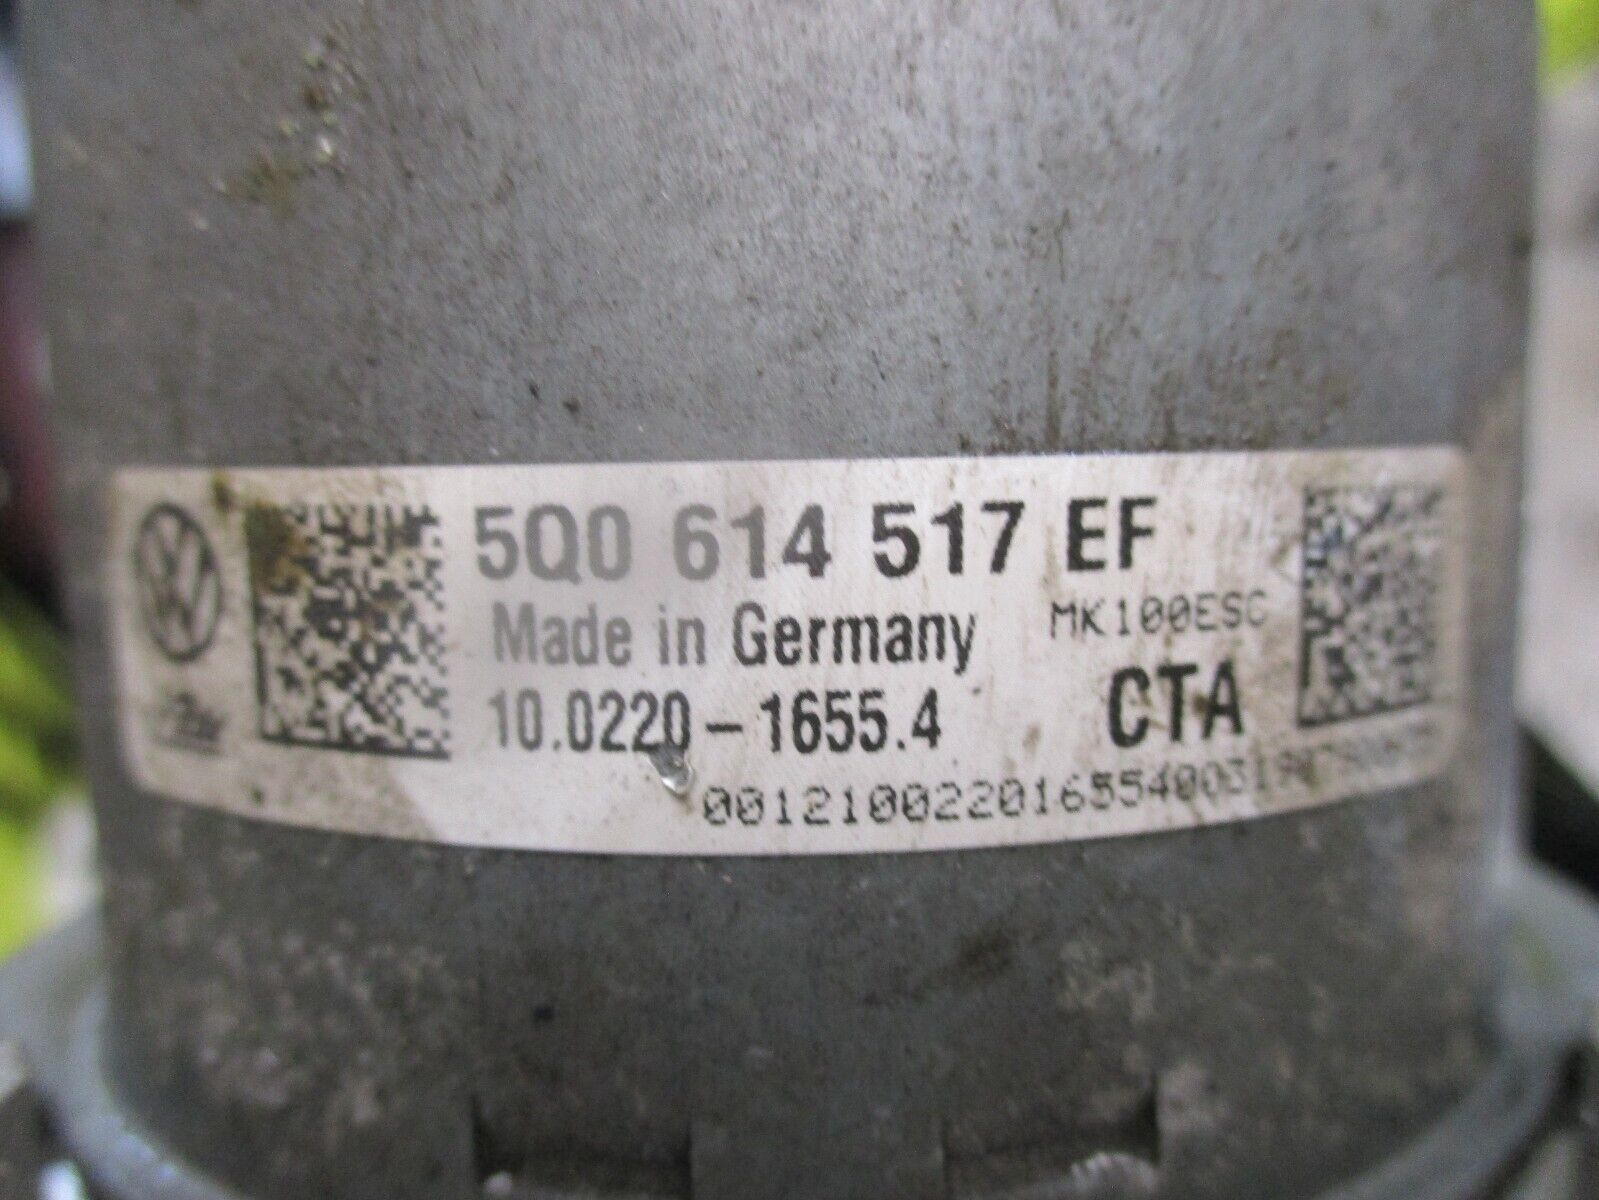 5Q0 614 517 EF
Made in Germany MK100ESC
10.0220-1655.4 CTA